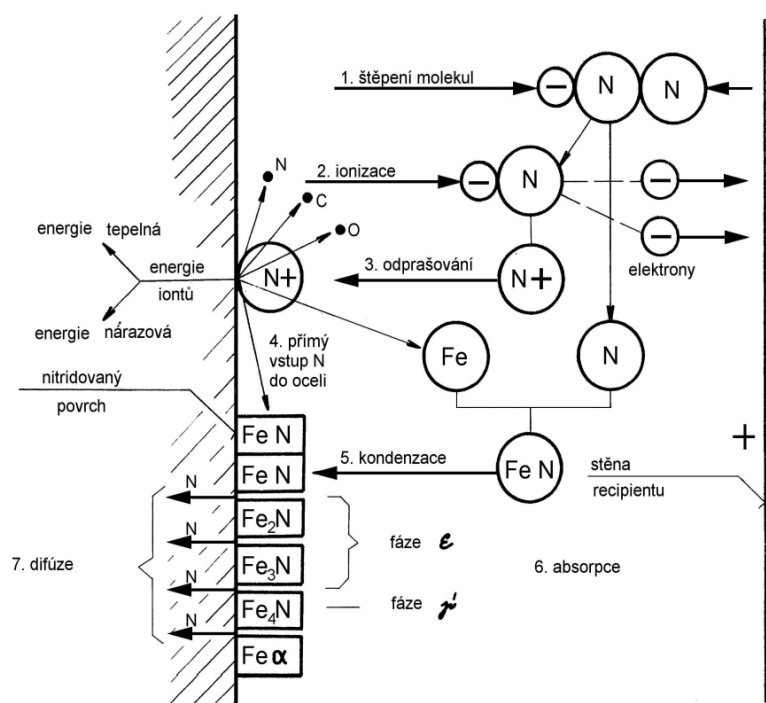 1. štěpení molekul
−
N
N
N
C
O
2. ionizace
−
N
−
−
elektrony
energie tepelná
energie
iontů
energie nárazová
N+
3. odprašování
N+
4. přímý
vstup N
do oceli
Fe
N
nitridovaný
povrch
Fe N
Fe N
5. kondenzace
Fe N
+
stěna
recipientu
7. difúze
N
N
N
N
Fe₂N
Fe₃N
Fe₄N
Fe α
fáze ε
fáze γ'
6. absorpce